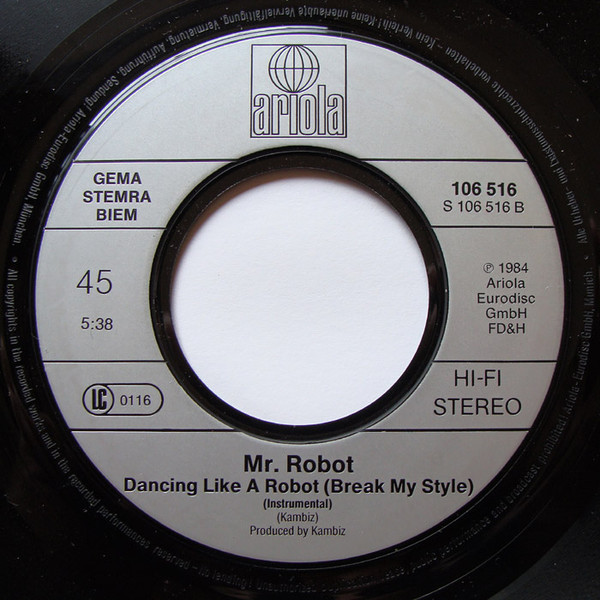 ariola
GEMA
STEMRA
BIEM
106 516
S 106 516 B
45
5:38
℗ 1984
Ariola
Eurodisc
GmbH
FD&H
LC 0116
HI-FI
STEREO
Mr. Robot
Dancing Like A Robot (Break My Style)
(Instrumental)
(Kambiz)
Produced by Kambiz